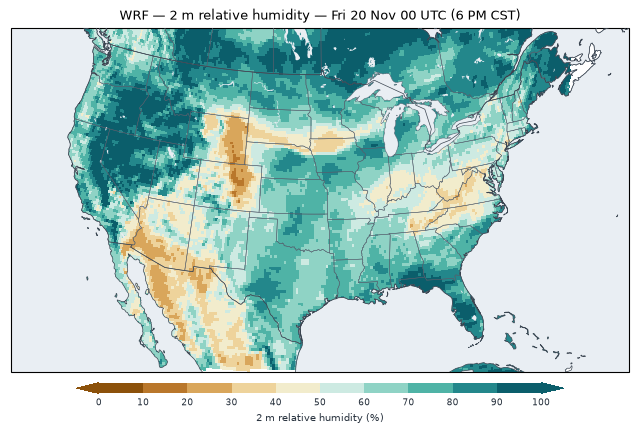 WRF — 2 m relative humidity — Fri 20 Nov 00 UTC (6 PM CST)
0 10 20 30 40 50 60 70 80 90 100
2 m relative humidity (%)